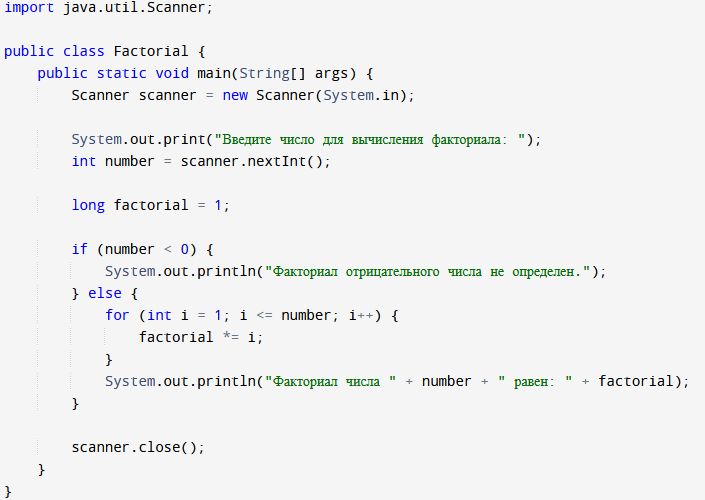 import java.util.Scanner;
public class Factorial {
public static void main(String[] args) {
Scanner scanner = new Scanner(System.in);
System.out.print("Введите число для вычисления факториала: ");
int number = scanner.nextInt();
long factorial = 1;
if (number < 0) {
System.out.println("Факториал отрицательного числа не определен.");
} else {
for (int i = 1; i <= number; i++) {
factorial *= i;
}
System.out.println("Факториал числа " + number + " равен: " + factorial);
}
scanner.close();
}
}